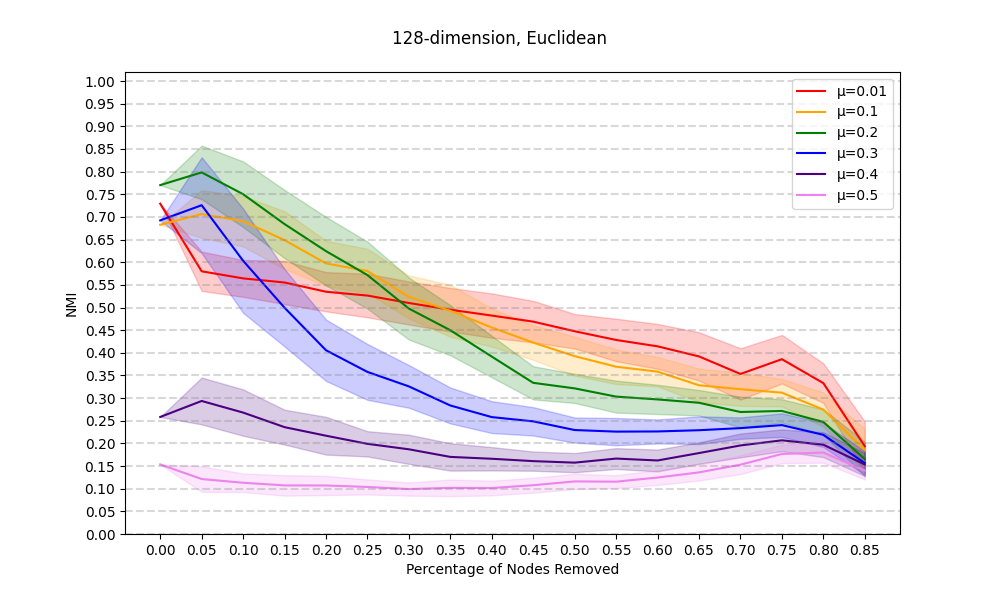 128-dimension, Euclidean
1.00
0.95
0.90
0.85
0.80
0.75
0.70
0.65
0.60
0.55
0.50
0.45
0.40
0.35
0.30
0.25
0.20
0.15
0.10
0.05
0.00
NMI
μ=0.01
μ=0.1
μ=0.2
μ=0.3
μ=0.4
μ=0.5
0.00 0.05 0.10 0.15 0.20 0.25 0.30 0.35 0.40 0.45 0.50 0.55 0.60 0.65 0.70 0.75 0.80 0.85
Percentage of Nodes Removed